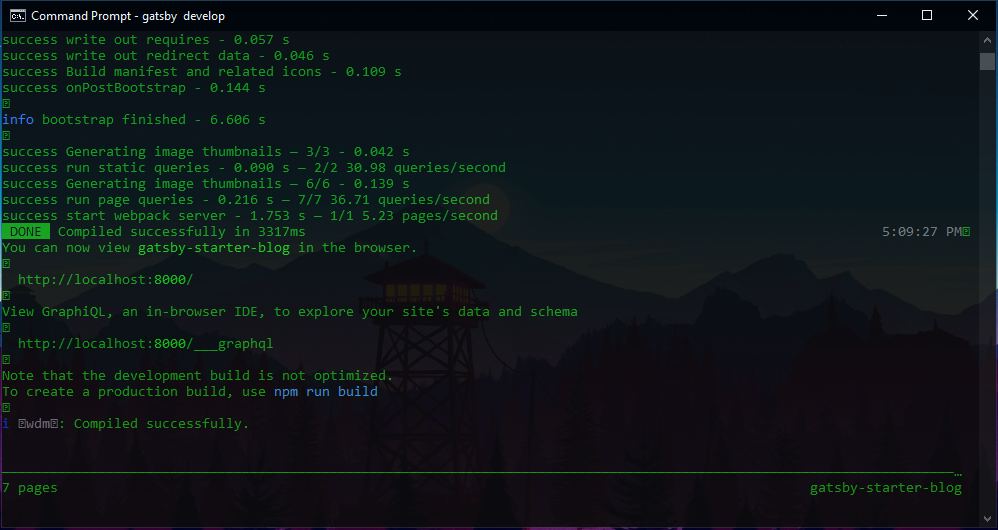 Command Prompt - gatsby develop
success write out requires - 0.057 s
success write out redirect data - 0.046 s
success Build manifest and related icons - 0.109 s
success onPostBootstrap - 0.144 s
info bootstrap finished - 6.606 s
success Generating image thumbnails — 3/3 - 0.042 s
success run static queries - 0.090 s — 2/2 30.98 queries/second
success Generating image thumbnails — 6/6 - 0.139 s
success run page queries - 0.216 s — 7/7 36.71 queries/second
success start webpack server - 1.753 s — 1/1 5.23 pages/second
DONE Compiled successfully in 3317ms 5:09:27 PM
You can now view gatsby-starter-blog in the browser.
http://localhost:8000/
View GraphiQL, an in-browser IDE, to explore your site's data and schema
http://localhost:8000/___graphql
Note that the development build is not optimized.
To create a production build, use npm run build
i wdm: Compiled successfully.
…
7 pages gatsby-starter-blog